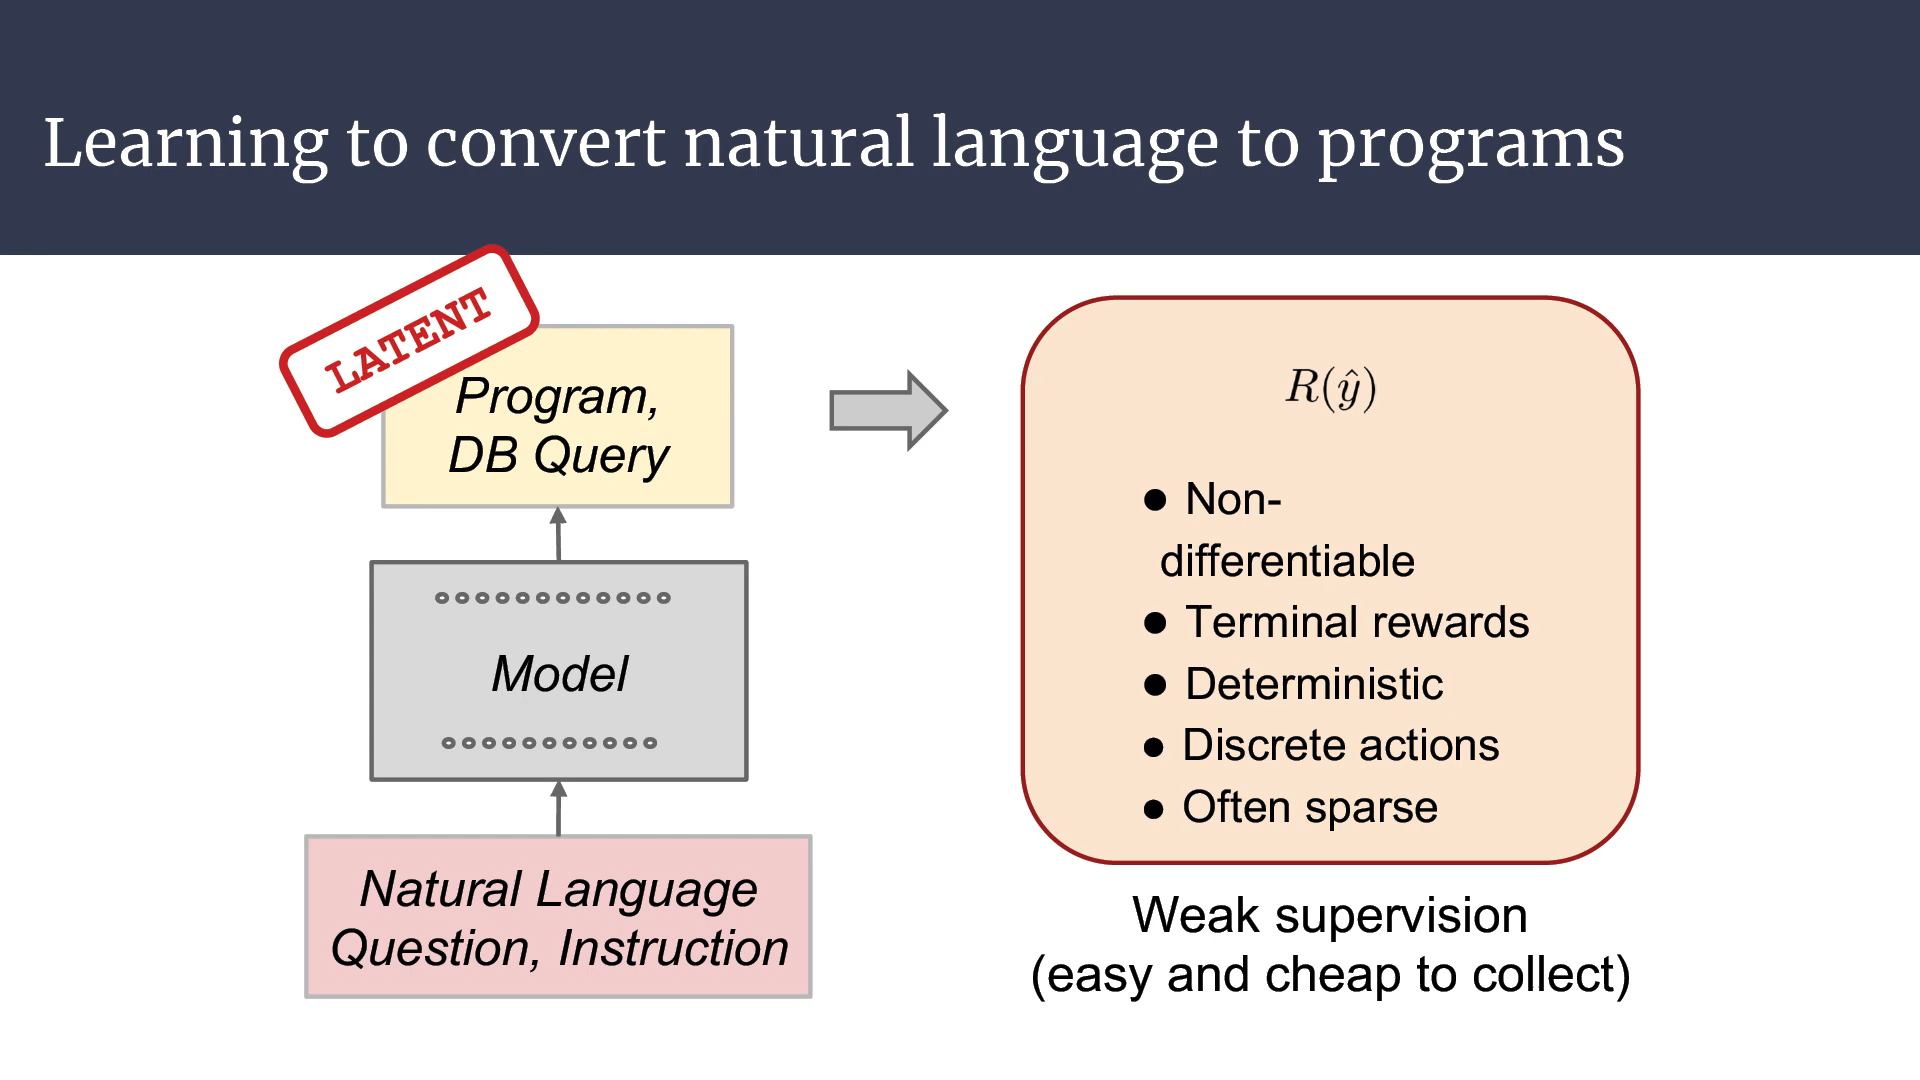 Learning to convert natural language to programs
LATENT
Program,
DB Query
Model
Natural Language
Question, Instruction
R(ŷ)
● Non-
differentiable
● Terminal rewards
● Deterministic
● Discrete actions
● Often sparse
Weak supervision
(easy and cheap to collect)